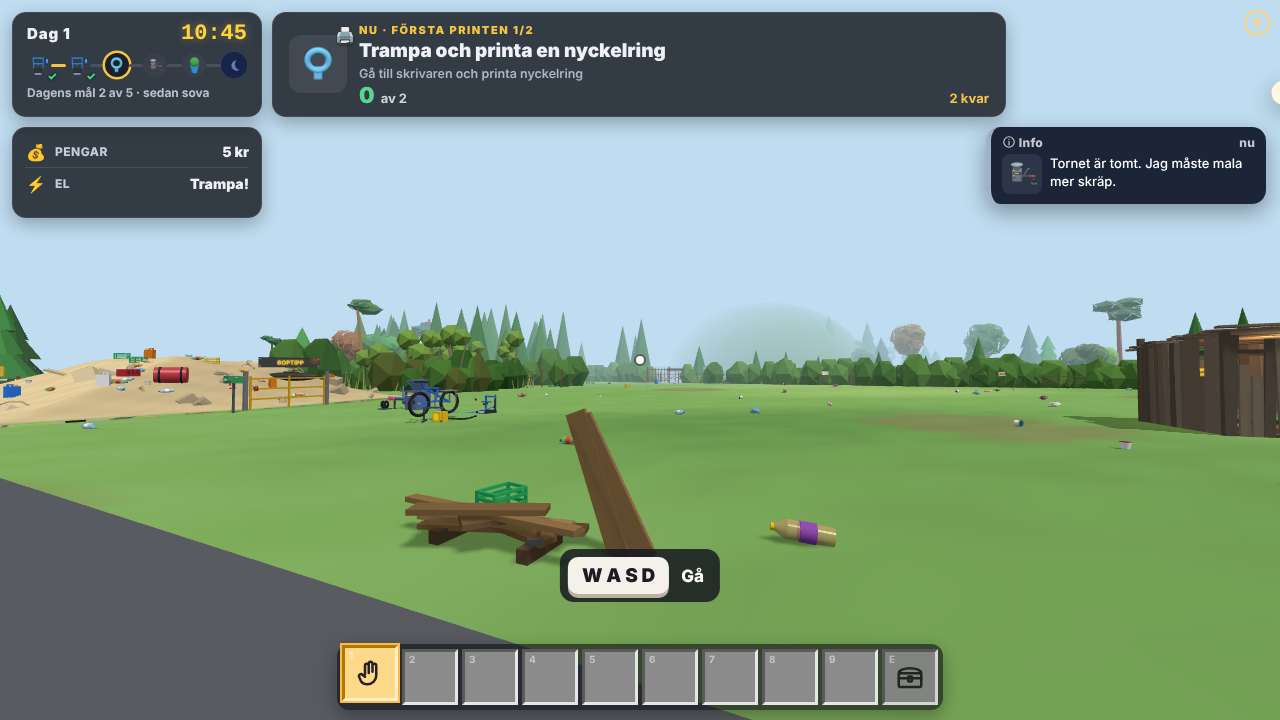 Dag 1
10:45
Dagens mål 2 av 5 · sedan sova
NU · FÖRSTA PRINTEN 1/2
Trampa och printa en nyckelring
Gå till skrivaren och printa nyckelring
0 av 2
2 kvar
PENGAR
5 kr
EL
Trampa!
Info
nu
Tornet är tomt. Jag måste mala
mer skräp.
SOPTIPP
WASD
Gå
1
2
3
4
5
6
7
8
9
E